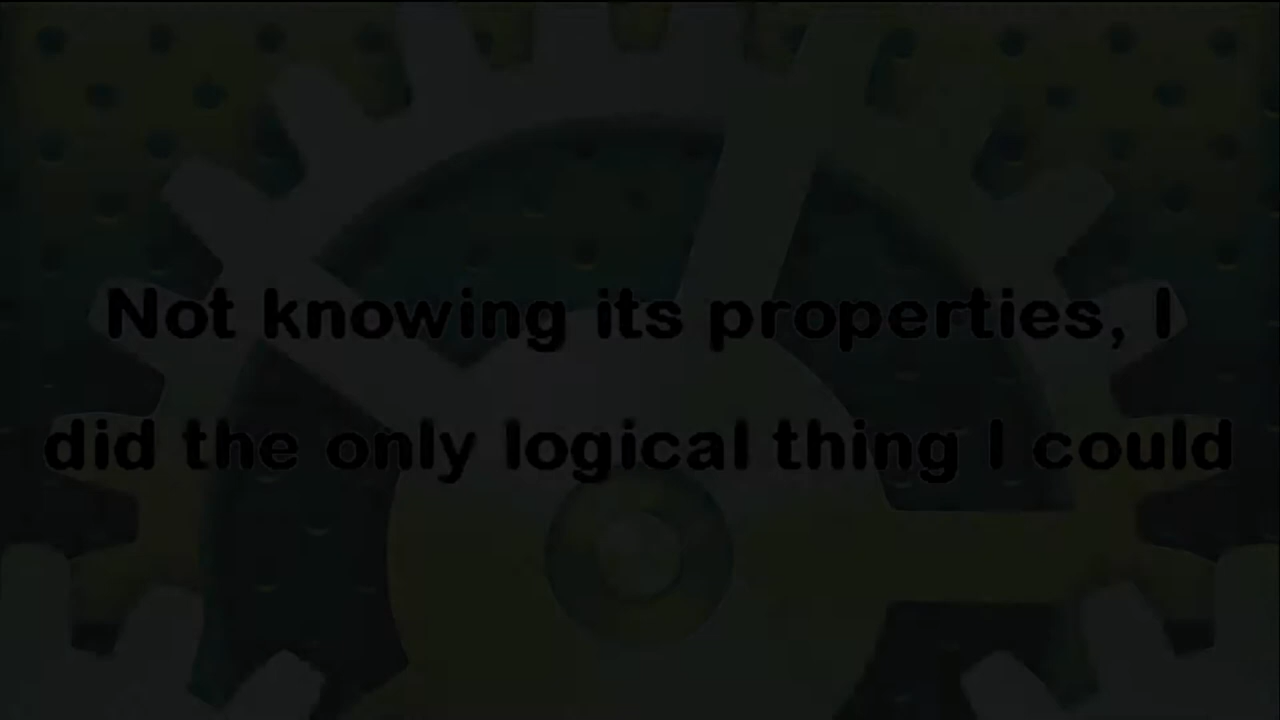 Not knowing its properties, I
did the only logical thing I could